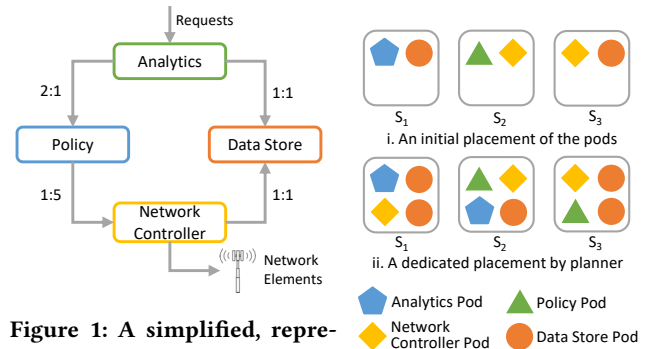 Requests
Analytics
2:1
1:1
Policy
Data Store
1:5
1:1
Network
Controller
Network
Elements
Figure 1: A simplified, repre-
S1
S2
S3
i. An initial placement of the pods
S1
S2
S3
ii. A dedicated placement by planner
Analytics Pod
Policy Pod
Network
Controller Pod
Data Store Pod